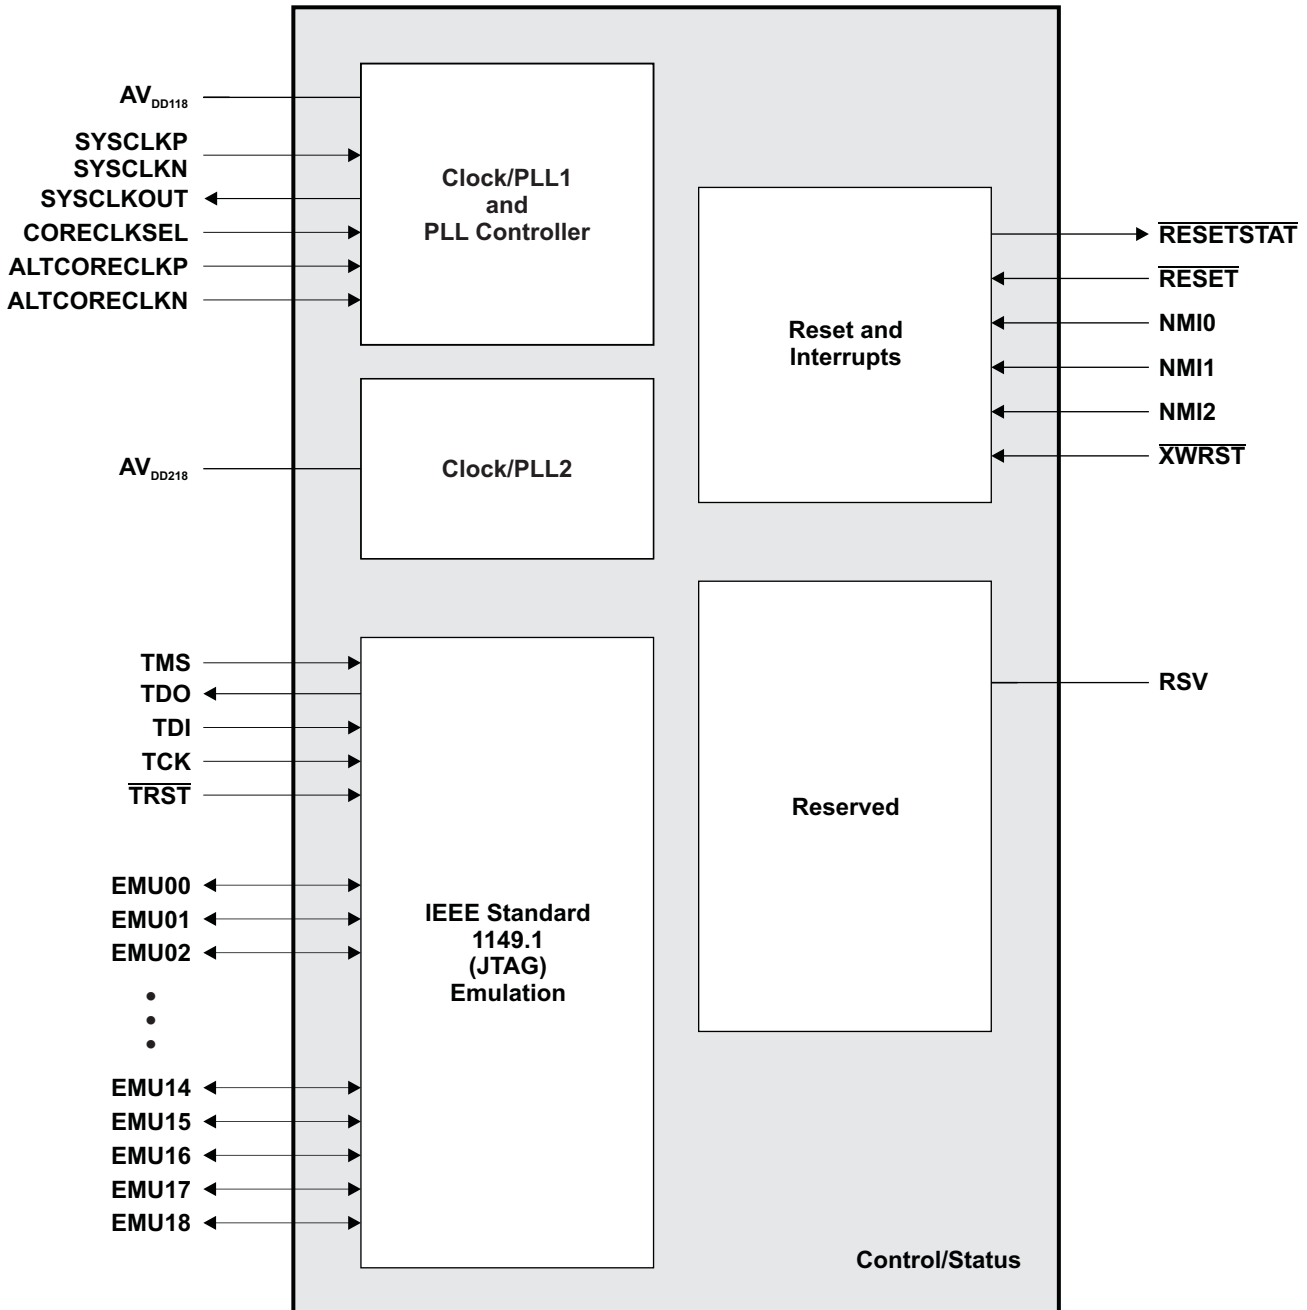 AVDD118
SYSCLKP
SYSCLKN
SYSCLKOUT
CORECLKSEL
ALTCORECLKP
ALTCORECLKN
Clock/PLL1
and
PLL Controller
AVDD218
Clock/PLL2
TMS
TDO
TDI
TCK
TRST
EMU00
EMU01
EMU02
EMU14
EMU15
EMU16
EMU17
EMU18
IEEE Standard
1149.1
(JTAG)
Emulation
Reset and
Interrupts
RESETSTAT
RESET
NMI0
NMI1
NMI2
XWRST
Reserved
RSV
Control/Status